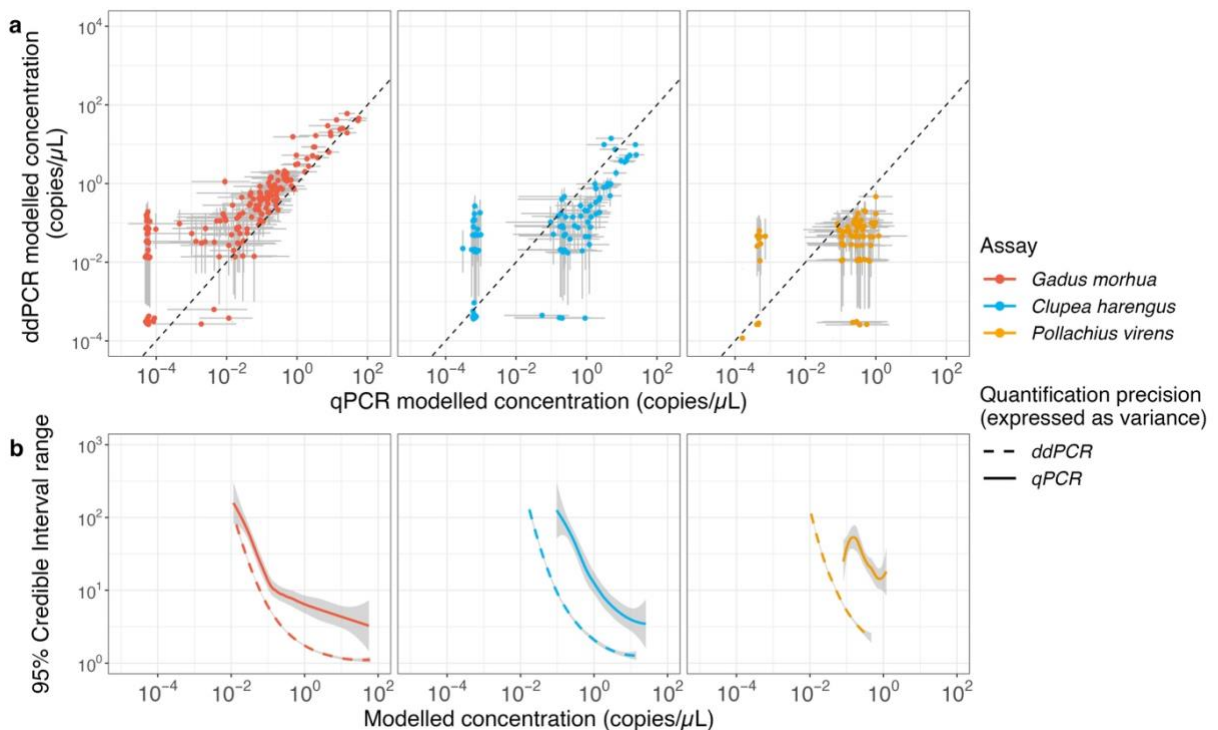 a
ddPCR modelled concentration
(copies/µL)
10⁴
10²
10⁰
10⁻²
10⁻⁴
10⁻⁴ 10⁻² 10⁰ 10² 10⁻⁴ 10⁻² 10⁰ 10² 10⁻⁴ 10⁻² 10⁰ 10²
qPCR modelled concentration (copies/µL)
Assay
Gadus morhua
Clupea harengus
Pollachius virens
Quantification precision
(expressed as variance)
ddPCR
qPCR
b
95% Credible Interval range
10³
10²
10¹
10⁰
10⁻⁴ 10⁻² 10⁰ 10² 10⁻⁴ 10⁻² 10⁰ 10² 10⁻⁴ 10⁻² 10⁰ 10²
Modelled concentration (copies/µL)